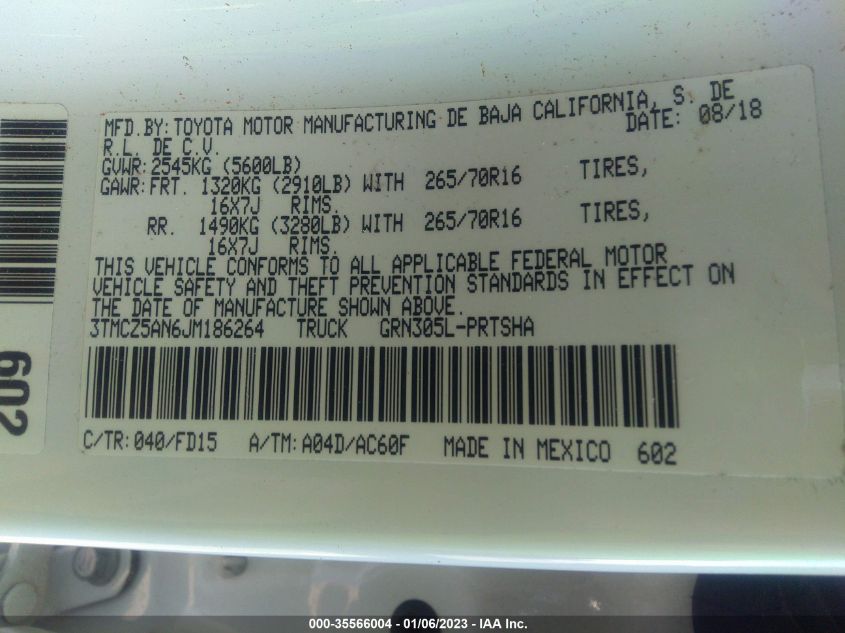 MFD.BY:TOYOTA MOTOR MANUFACTURING DE BAJA CALIFORNIA, S. DE
R.L. DE C.V. DATE: 08/18
GVWR:2545KG (5600LB)
GAWR:FRT. 1320KG (2910LB) WITH 265/70R16 TIRES,
16X7J RIMS.
RR. 1490KG (3280LB) WITH 265/70R16 TIRES,
16X7J RIMS.
THIS VEHICLE CONFORMS TO ALL APPLICABLE FEDERAL MOTOR
VEHICLE SAFETY AND THEFT PREVENTION STANDARDS IN EFFECT ON
THE DATE OF MANUFACTURE SHOWN ABOVE.
3TMCZ5AN6JM186264 TRUCK GRN305L-PRTSHA
C/TR:040/FD15 A/TM:A04D/AC60F MADE IN MEXICO 602
602
000-35566004 - 01/06/2023 - IAA Inc.